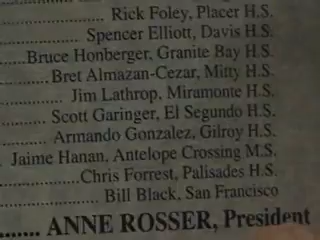 Rick Foley, Placer H.S.
Spencer Elliott, Davis H.S.
Bruce Honberger, Granite Bay H.S.
Bret Almazan-Cezar, Mitty H.S.
Jim Lathrop, Miramonte H.S.
Scott Garinger, El Segundo H.S.
Armando Gonzalez, Gilroy H.S.
Jaime Hanan, Antelope Crossing M.S.
Chris Forrest, Palisades H.S.
Bill Black, San Francisco
ANNE ROSSER, President